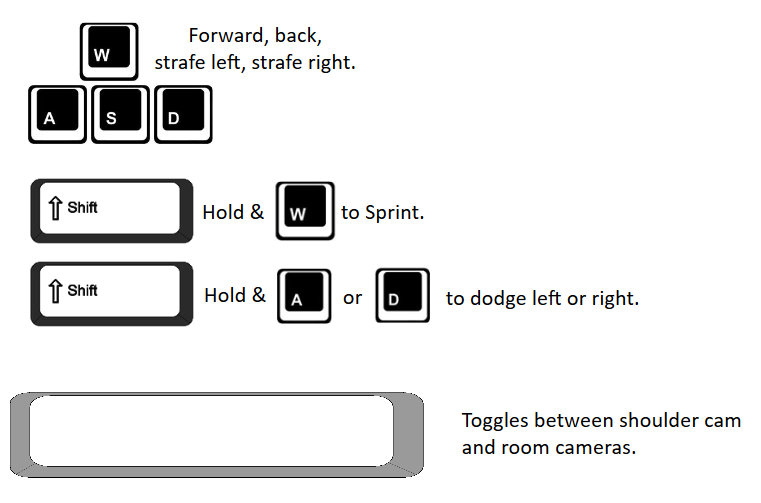 W
Forward, back,
strafe left, strafe right.
A S D
⇧ Shift Hold & W to Sprint.
⇧ Shift Hold & A or D to dodge left or right.
Toggles between shoulder cam
and room cameras.